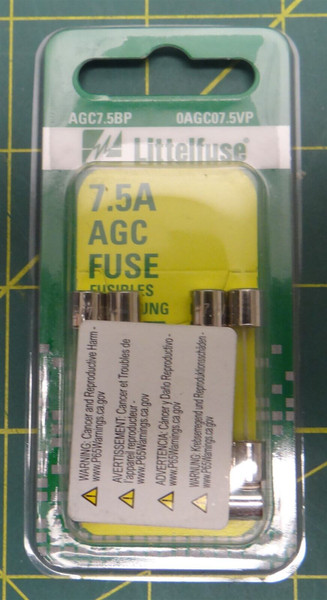 AGC7.5BP 0AGC07.5VP
Littelfuse®
7.5A
AGC
FUSE
FUSIBLES
UNG
WARNING: Cancer and Reproductive Harm -
www.P65Warnings.ca.gov
AVERTISSEMENT: Cancer et Troubles de
l'appareil reproducteur -
www.P65Warnings.ca.gov
ADVERTENCIA: Cancer y Daño Reproductivo -
www.P65Warnings.ca.gov
WARNUNG: Krebserregend und Reproduktionsschäden -
www.P65Warnings.ca.gov